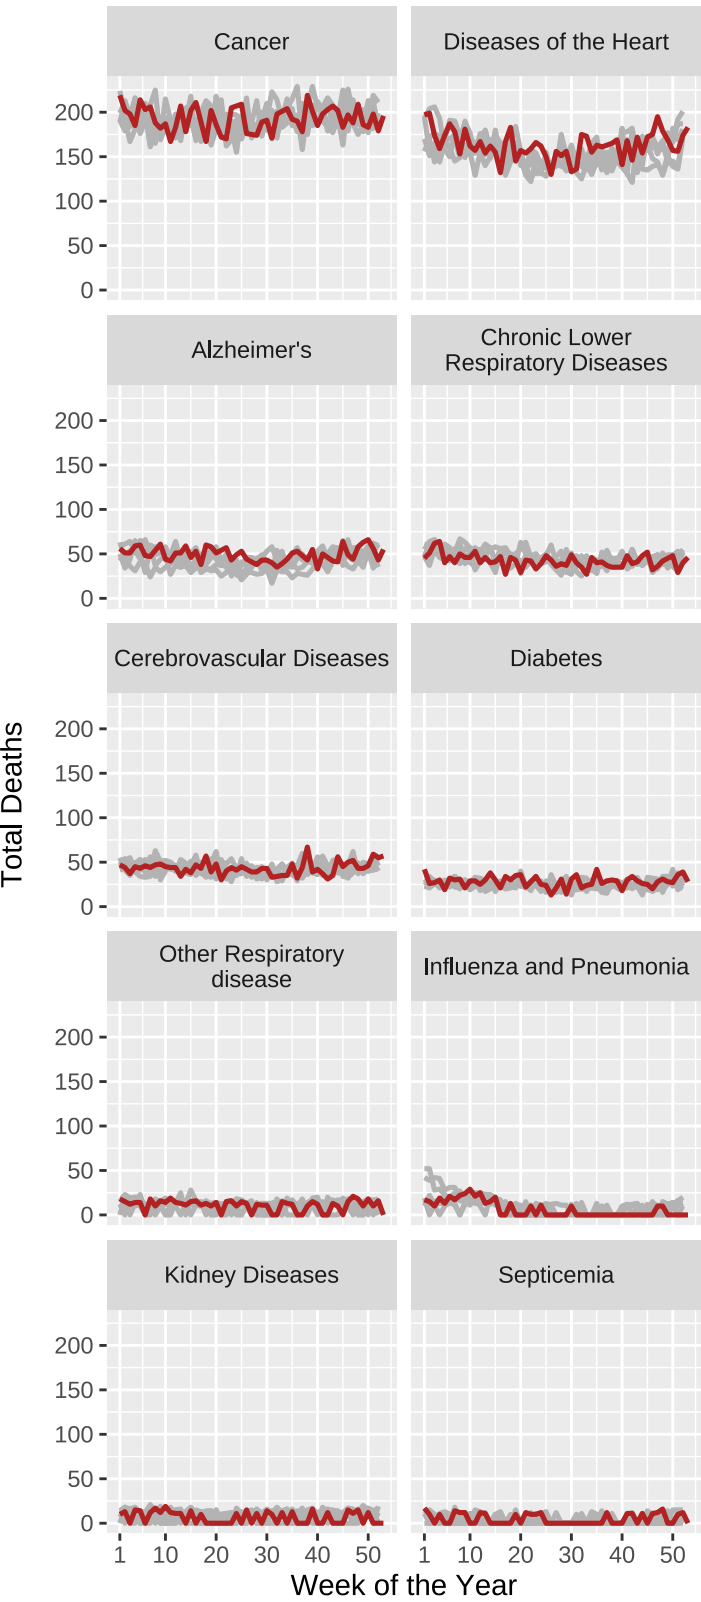 Cancer
Diseases of the Heart
200
150
100
50
0
Alzheimer's
Chronic Lower
Respiratory Diseases
200
150
100
50
0
Cerebrovascular Diseases
Diabetes
200
150
100
50
0
Other Respiratory
disease
Influenza and Pneumonia
200
150
100
50
0
Kidney Diseases
Septicemia
200
150
100
50
0
1 10 20 30 40 50
1 10 20 30 40 50
Week of the Year
Total Deaths